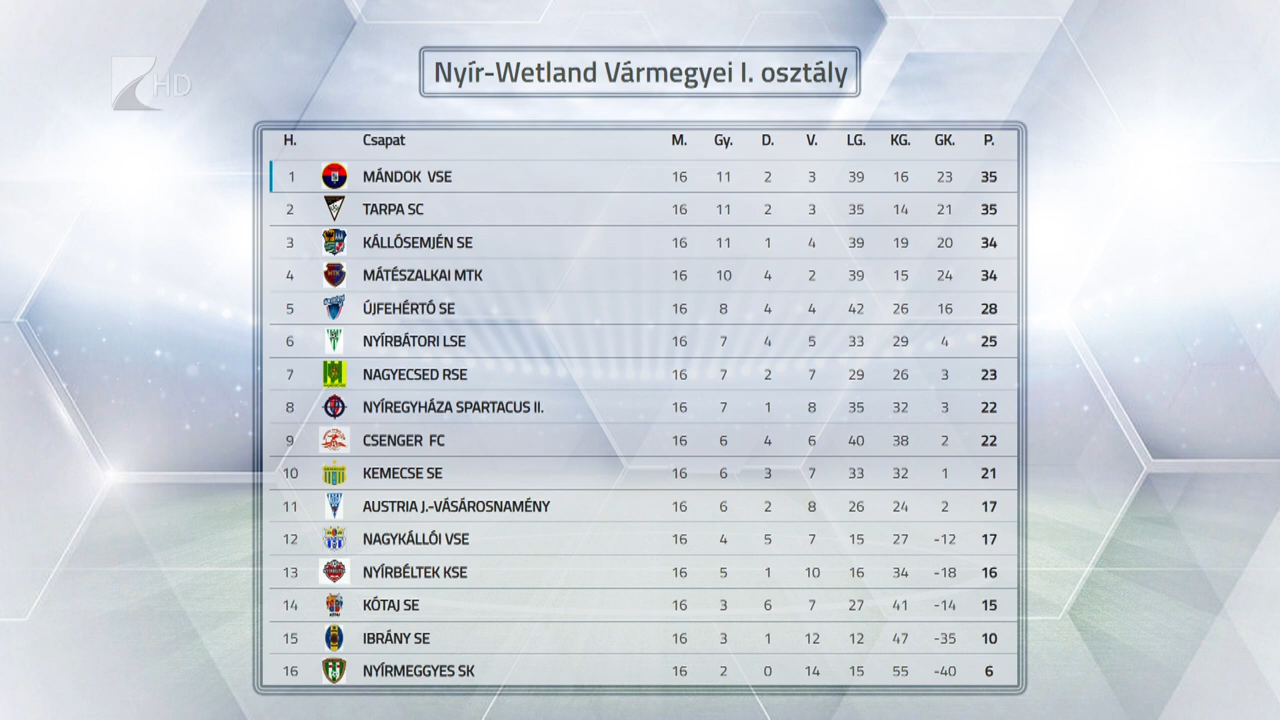 HD
Nyír-Wetland Vármegyei I. osztály
H. Csapat M. Gy. D. V. LG. KG. GK. P.
1 MÁNDOK VSE 16 11 2 3 39 16 23 35
2 TARPA SC 16 11 2 3 35 14 21 35
3 KÁLLÓSEMJÉN SE 16 11 1 4 39 19 20 34
4 MÁTÉSZALKAI MTK 16 10 4 2 39 15 24 34
5 ÚJFEHÉRTÓ SE 16 8 4 4 42 26 16 28
6 NYÍRBÁTORI LSE 16 7 4 5 33 29 4 25
7 NAGYECSED RSE 16 7 2 7 29 26 3 23
8 NYÍREGYHÁZA SPARTACUS II. 16 7 1 8 35 32 3 22
9 CSENGER FC 16 6 4 6 40 38 2 22
10 KEMECSE SE 16 6 3 7 33 32 1 21
11 AUSTRIA J.-VÁSÁROSNAMÉNY 16 6 2 8 26 24 2 17
12 NAGYKÁLLÓI VSE 16 4 5 7 15 27 -12 17
13 NYÍRBÉLTEK KSE 16 5 1 10 16 34 -18 16
14 KÓTAJ SE 16 3 6 7 27 41 -14 15
15 IBRÁNY SE 16 3 1 12 12 47 -35 10
16 NYÍRMEGGYES SK 16 2 0 14 15 55 -40 6